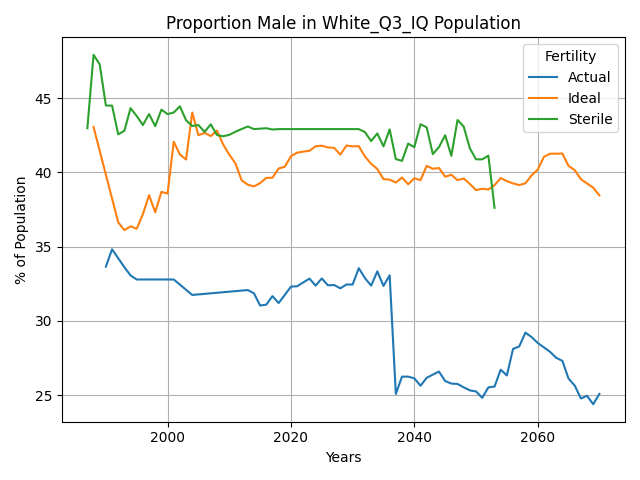 Proportion Male in White_Q3_IQ Population
% of Population
45
40
35
30
25
Fertility
Actual
Ideal
Sterile
2000
2020
2040
2060
Years